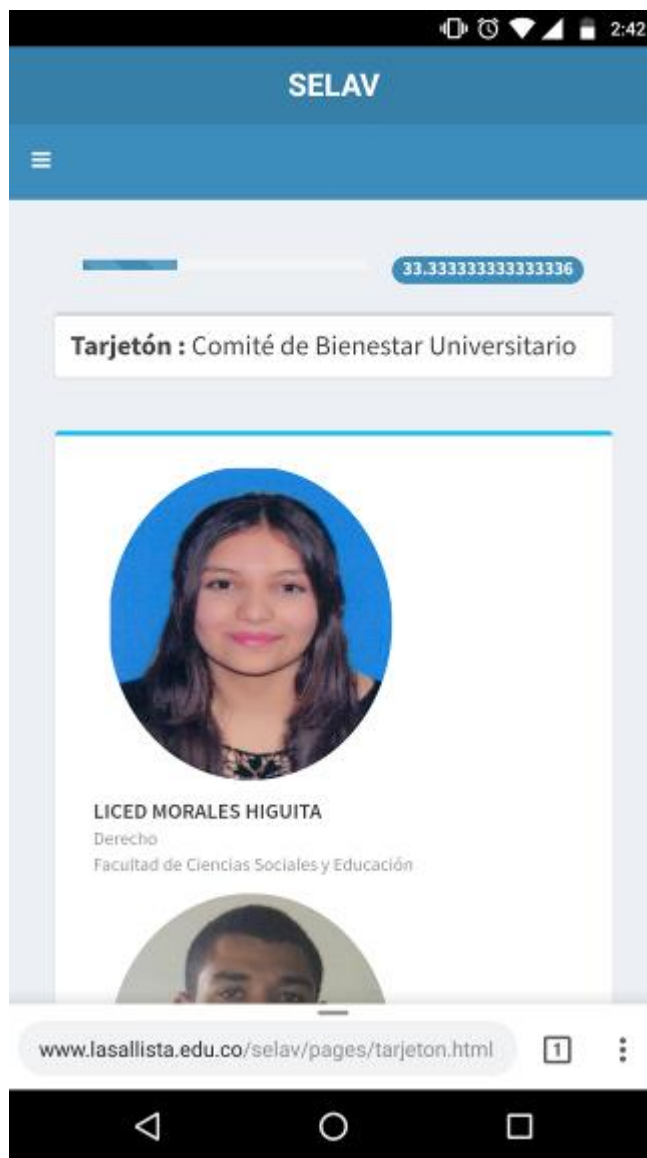 2:42
SELAV
33.333333333333336
Tarjetón : Comité de Bienestar Universitario
LICED MORALES HIGUITA
Derecho
Facultad de Ciencias Sociales y Educación
www.lasallista.edu.co/selav/pages/tarjeton.html
1